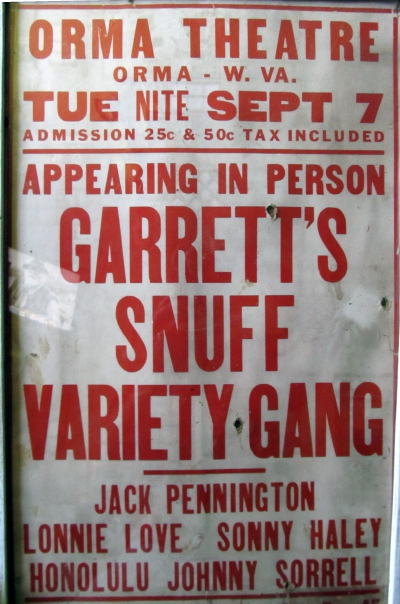 ORMA THEATRE
ORMA - W. VA.
TUE NITE SEPT 7
ADMISSION 25c & 50c TAX INCLUDED
APPEARING IN PERSON
GARRETT'S
SNUFF
VARIETY GANG
JACK PENNINGTON
LONNIE LOVE SONNY HALEY
HONOLULU JOHNNY SORRELL